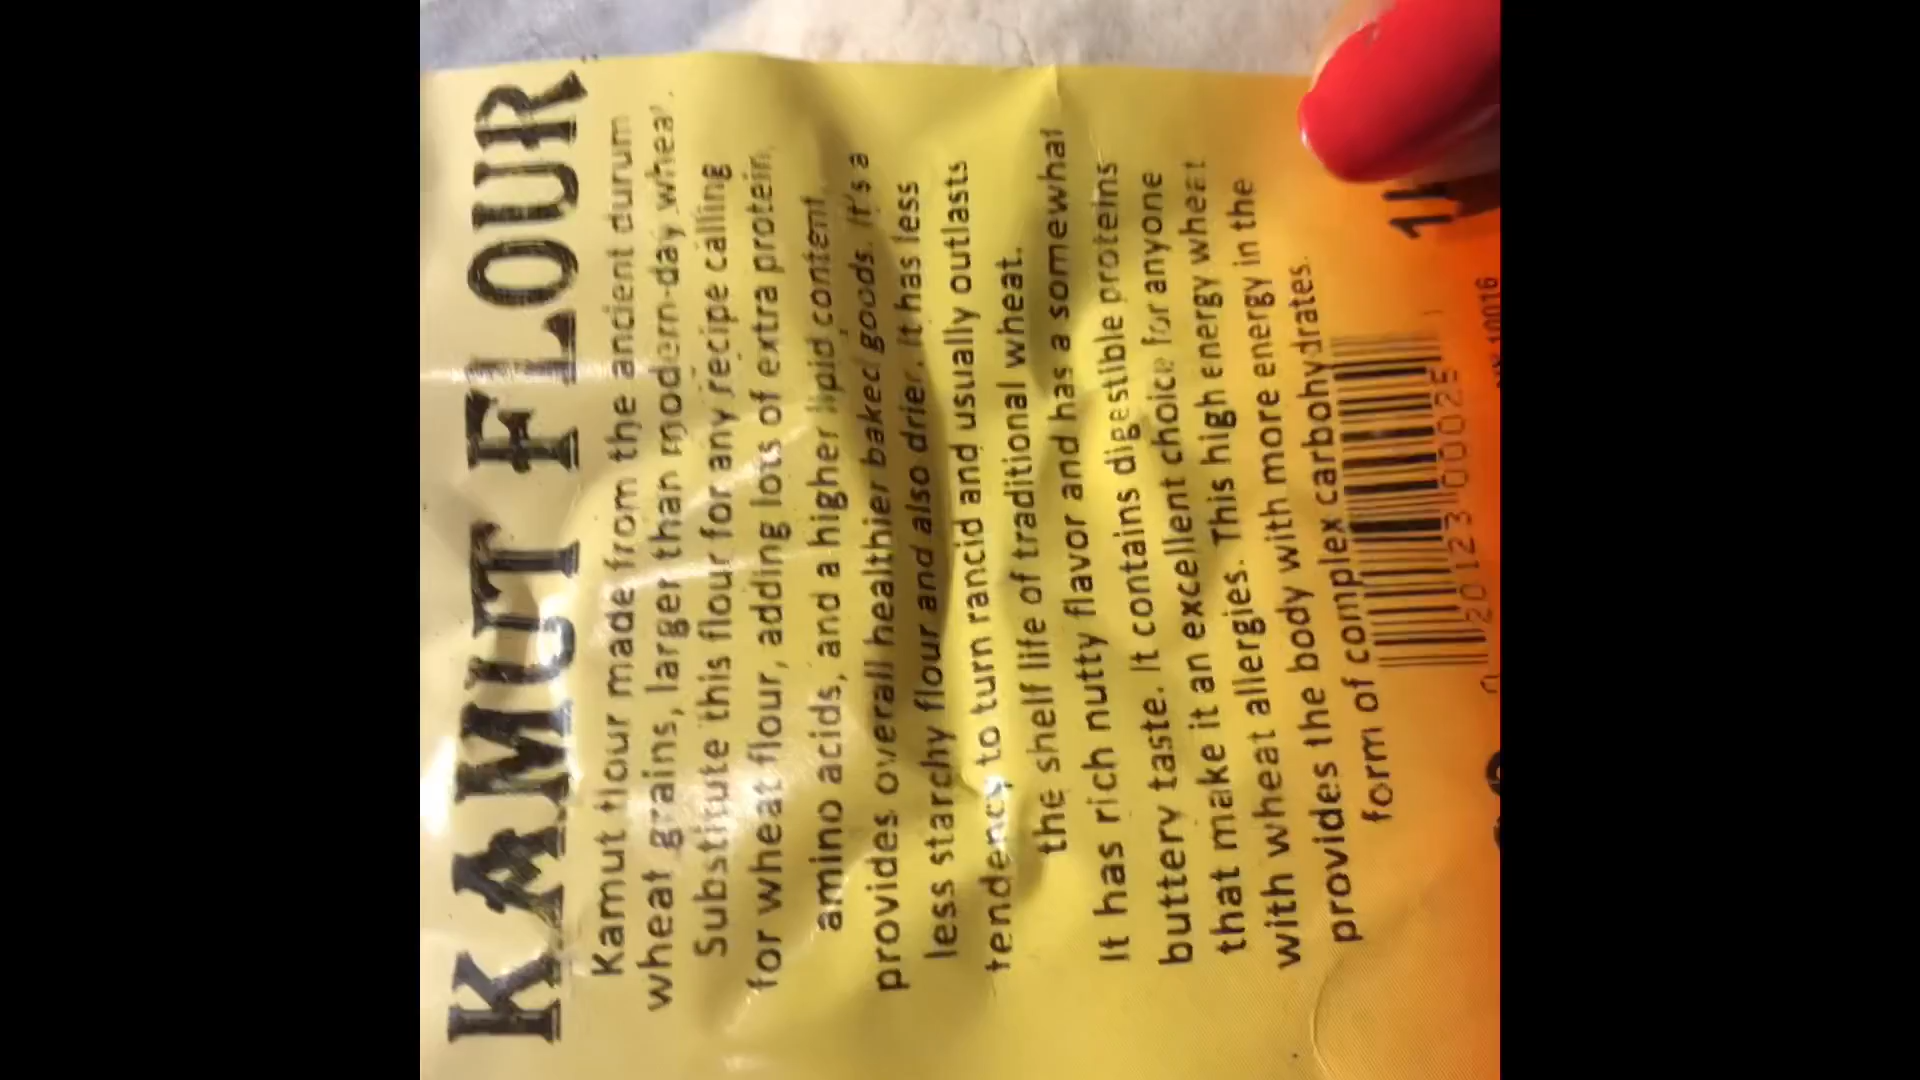 KAMUT FLOUR
Kamut flour made from the ancient durum
wheat grains, larger than modern-day wheat.
Substitute this flour for any recipe calling
for wheat flour, adding lots of extra protein,
amino acids, and a higher lipid content
provides overall healthier baked goods. It's a
less starchy flour and also drier. It has less
tendency to turn rancid and usually outlasts
the shelf life of traditional wheat.
It has rich nutty flavor and has a somewhat
buttery taste. It contains digestible proteins
that make it an excellent choice for anyone
with wheat allergies. This high energy wheat
provides the body with more energy in the
form of complex carbohydrates.
20123 00025
10016